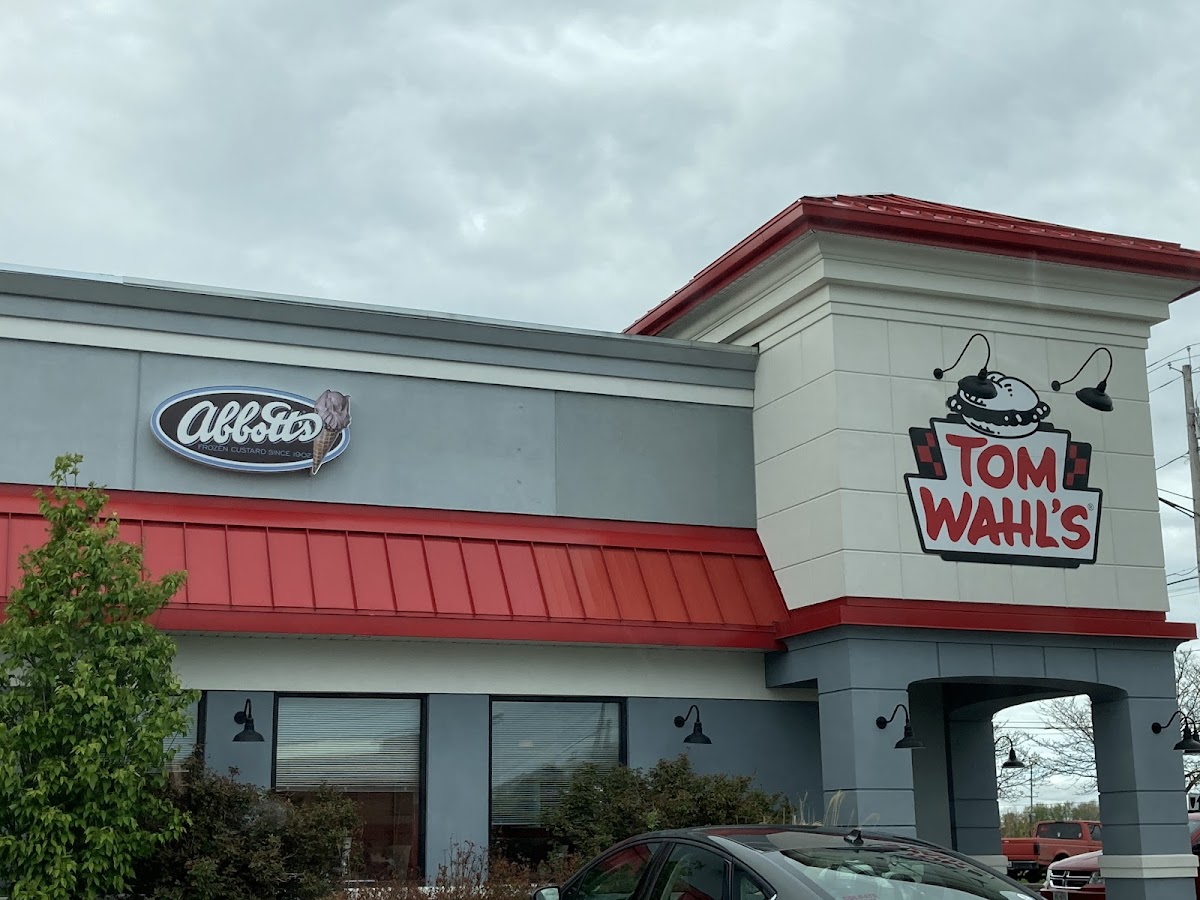 Abbott's
FROZEN CUSTARD SINCE 1902
TOM
WAHL'S®